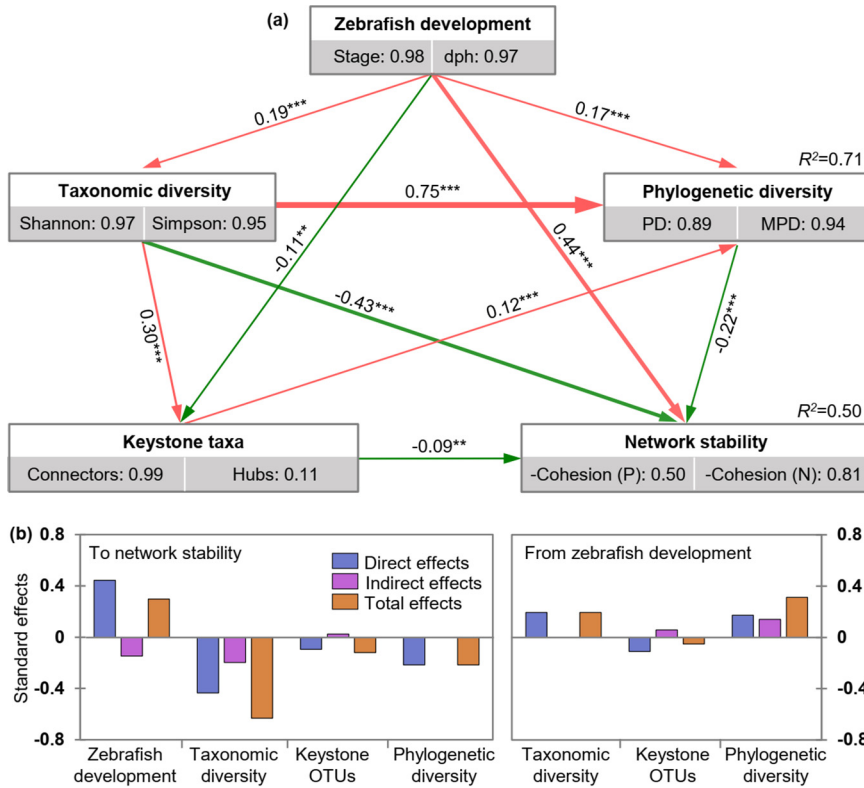 (a)
Zebrafish development
Stage: 0.98 dph: 0.97
0.19***
0.17***
R²=0.71
Taxonomic diversity
Shannon: 0.97 Simpson: 0.95
0.75***
Phylogenetic diversity
PD: 0.89 MPD: 0.94
-0.11**
0.44***
-0.43***
0.12***
0.30***
-0.22***
R²=0.50
Keystone taxa
Connectors: 0.99 Hubs: 0.11
-0.09**
Network stability
-Cohesion (P): 0.50 -Cohesion (N): 0.81
(b)
0.8
0.4
0
-0.4
-0.8
Standard effects
To network stability
Direct effects
Indirect effects
Total effects
Zebrafish
development
Taxonomic
diversity
Keystone
OTUs
Phylogenetic
diversity
From zebrafish development
0.8
0.4
0
-0.4
-0.8
Taxonomic
diversity
Keystone
OTUs
Phylogenetic
diversity